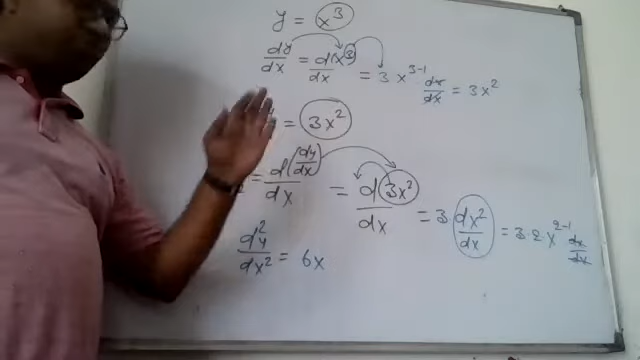 y = x³
dy/dx = d(x³)/dx = 3 x³⁻¹ dx/dx = 3x²
= 3x²
= d(dy/dx)/dx = d(3x²)/dx = 3 dx²/dx = 3·2 x²⁻¹ dx/dx
d²y/dx² = 6x